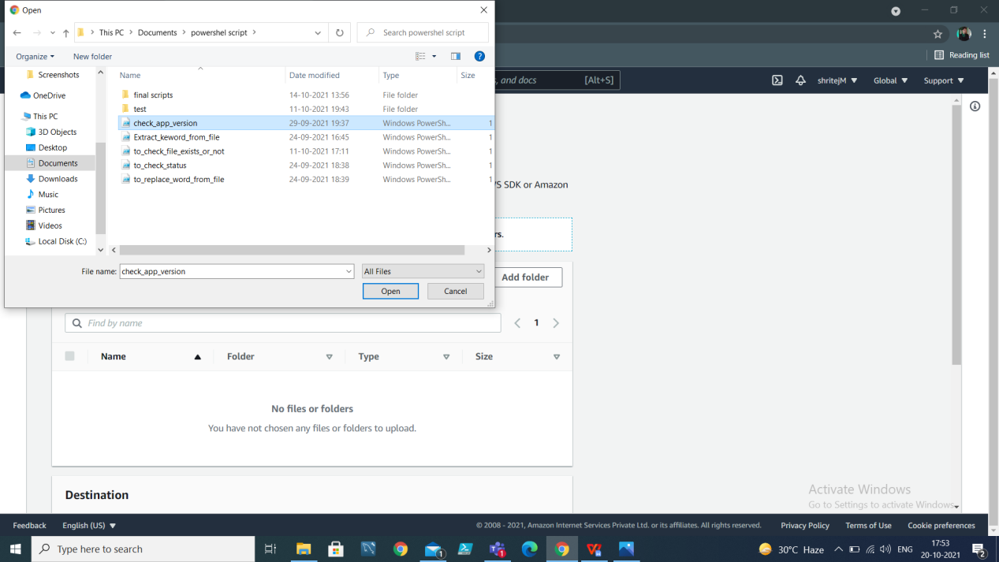 Open
This PC
Documents
powershel script
Search powershel script
Organize
New folder
Reading list
Name
Date modified
Type
Size
Screenshots
OneDrive
This PC
3D Objects
Desktop
Documents
Downloads
Music
Pictures
Videos
Local Disk (C:)
final scripts 14-10-2021 13:56 File folder
test 11-10-2021 19:43 File folder
check_app_version 29-09-2021 19:37 Windows PowerSh... 1
Extract_keword_from_file 24-09-2021 16:45 Windows PowerSh... 1
to_check_file_exists_or_not 11-10-2021 17:11 Windows PowerSh... 1
to_check_status 24-09-2021 18:38 Windows PowerSh... 1
to_replace_word_from_file 24-09-2021 18:39 Windows PowerSh... 1
File name: check_app_version
All Files
Open
Cancel
s, and docs [Alt+S]
shritejM
Global
Support
/S SDK or Amazon
rs.
Add folder
Find by name
1
Name
Folder
Type
Size
No files or folders
You have not chosen any files or folders to upload.
Destination
Activate Windows
Go to Settings to activate Windows.
Feedback
English (US)
© 2008 - 2021, Amazon Internet Services Private Ltd. or its affiliates. All rights reserved.
Privacy Policy
Terms of Use
Cookie preferences
Type here to search
1
1
30°C Haze
ENG
17:53
20-10-2021
2